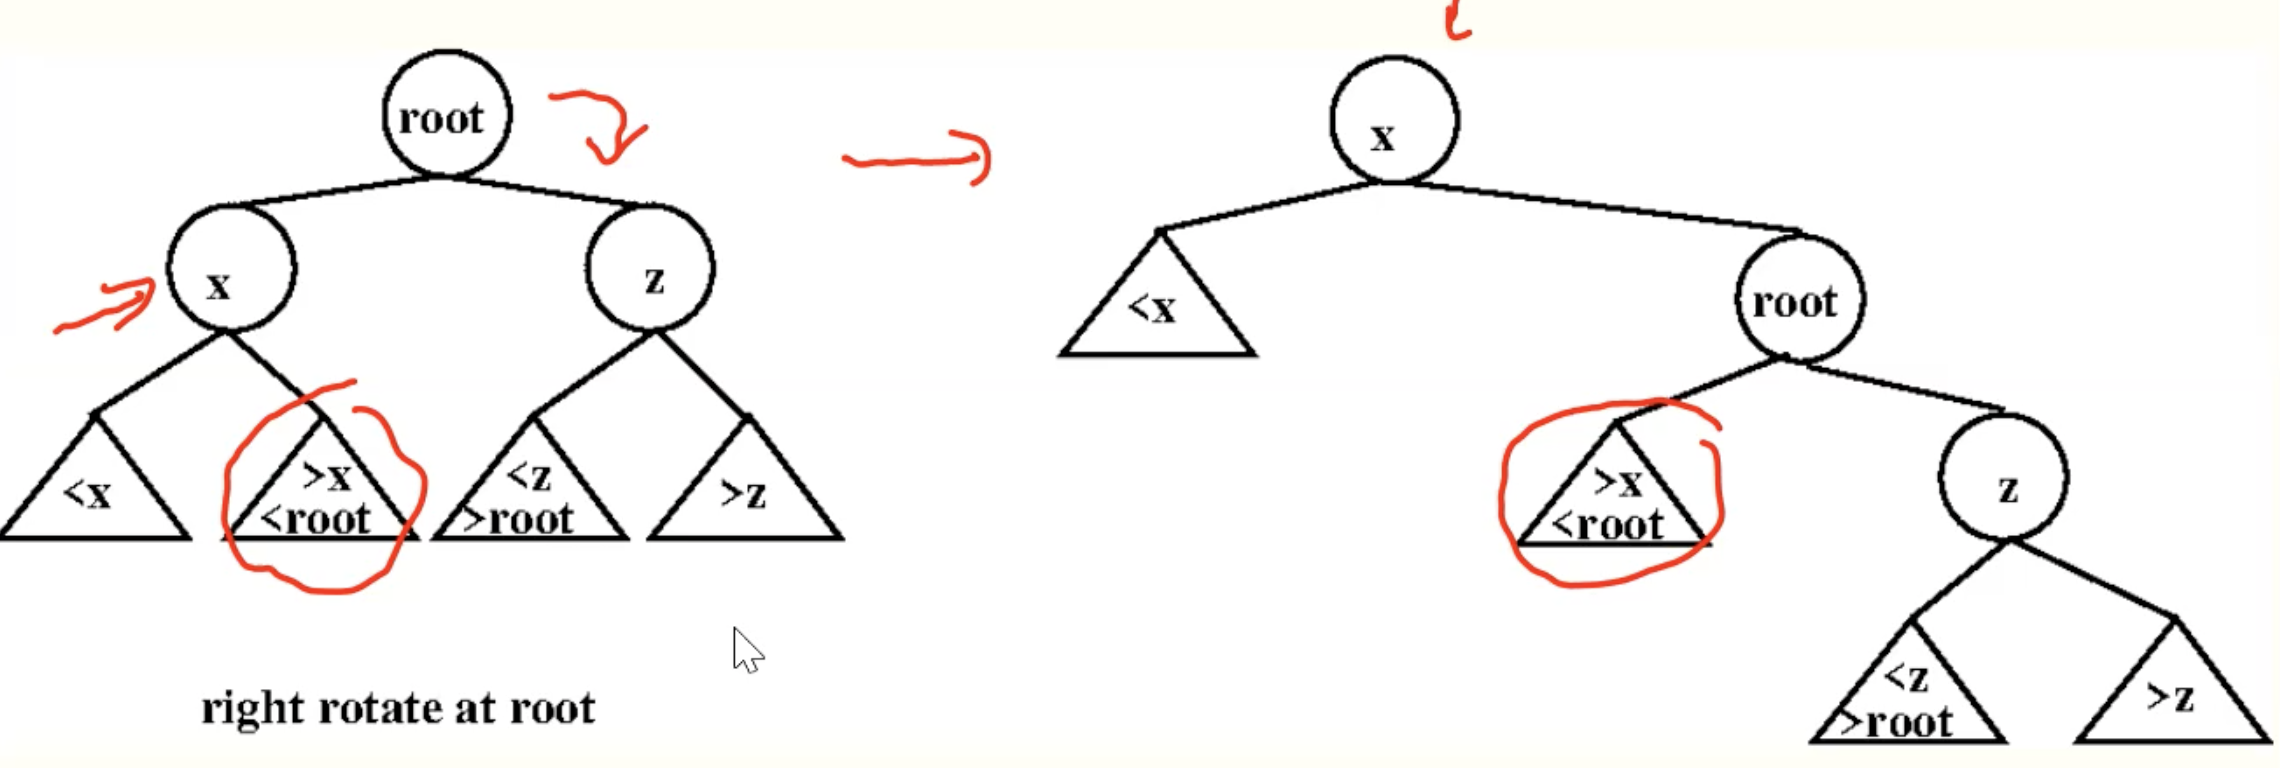 root
x
x
z
<x
root
<x
>x
<root
<z
>root
>z
>x
<root
z
<z
>root
>z
right rotate at root